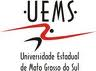 UEMS
Universidade Estadual
de Mato Grosso do Sul